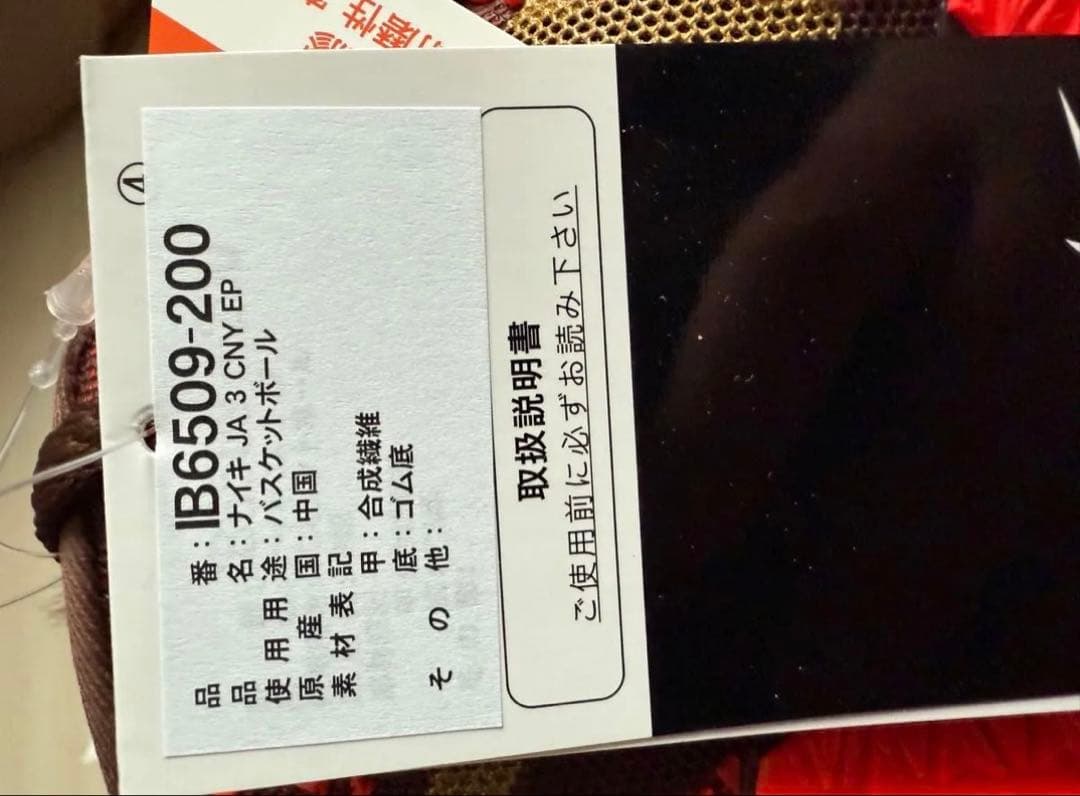 ④
品番：IB6509-200
品名：ナイキ JA 3 CNY EP
使用用途：バスケットボール
原産国：中国
素材表記
甲：合成繊維
底：ゴム底
その他：
取扱説明書
ご使用前に必ずお読み下さい